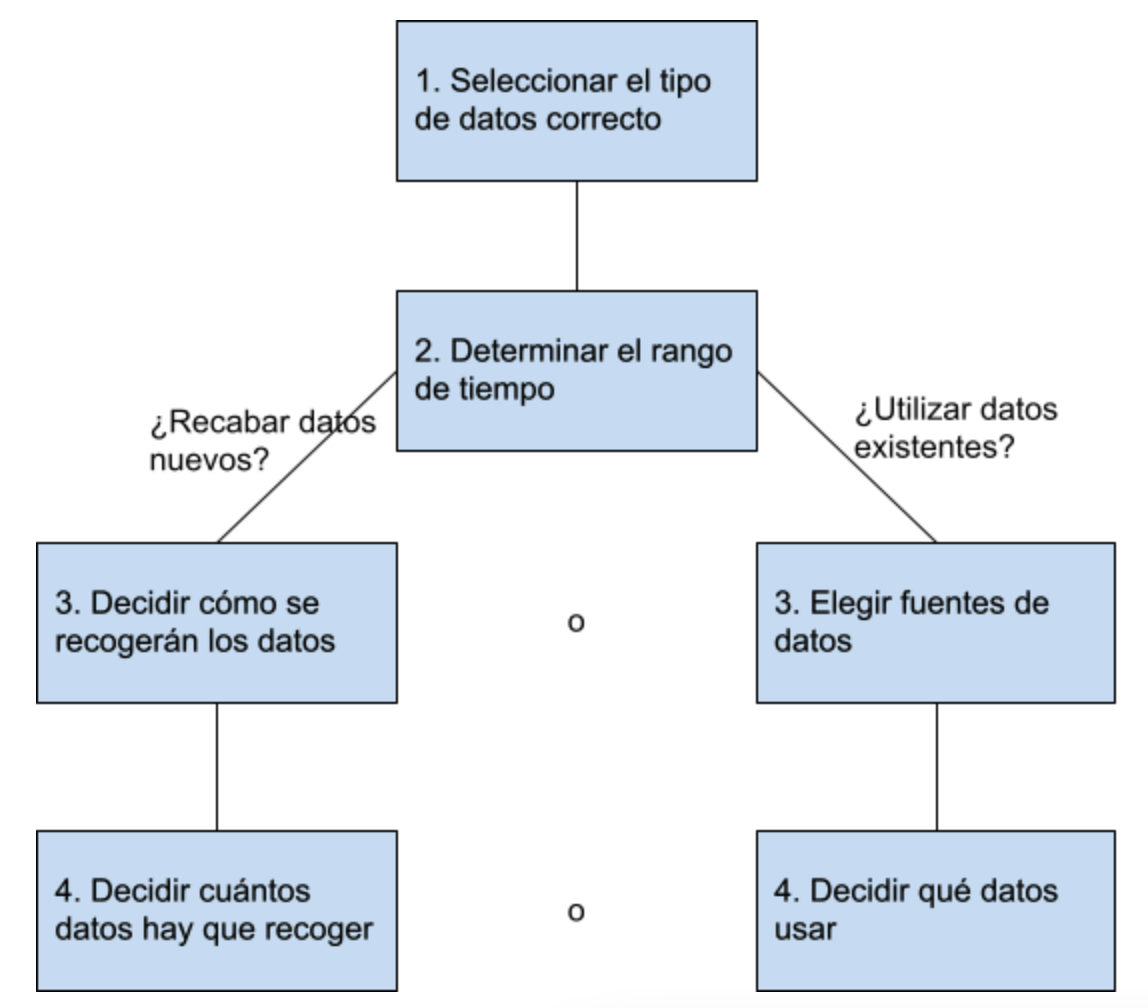 1. Seleccionar el tipo
de datos correcto
2. Determinar el rango
de tiempo
¿Recabar datos
nuevos?
¿Utilizar datos
existentes?
3. Decidir cómo se
recogerán los datos
o
3. Elegir fuentes de
datos
4. Decidir cuántos
datos hay que recoger
o
4. Decidir qué datos
usar